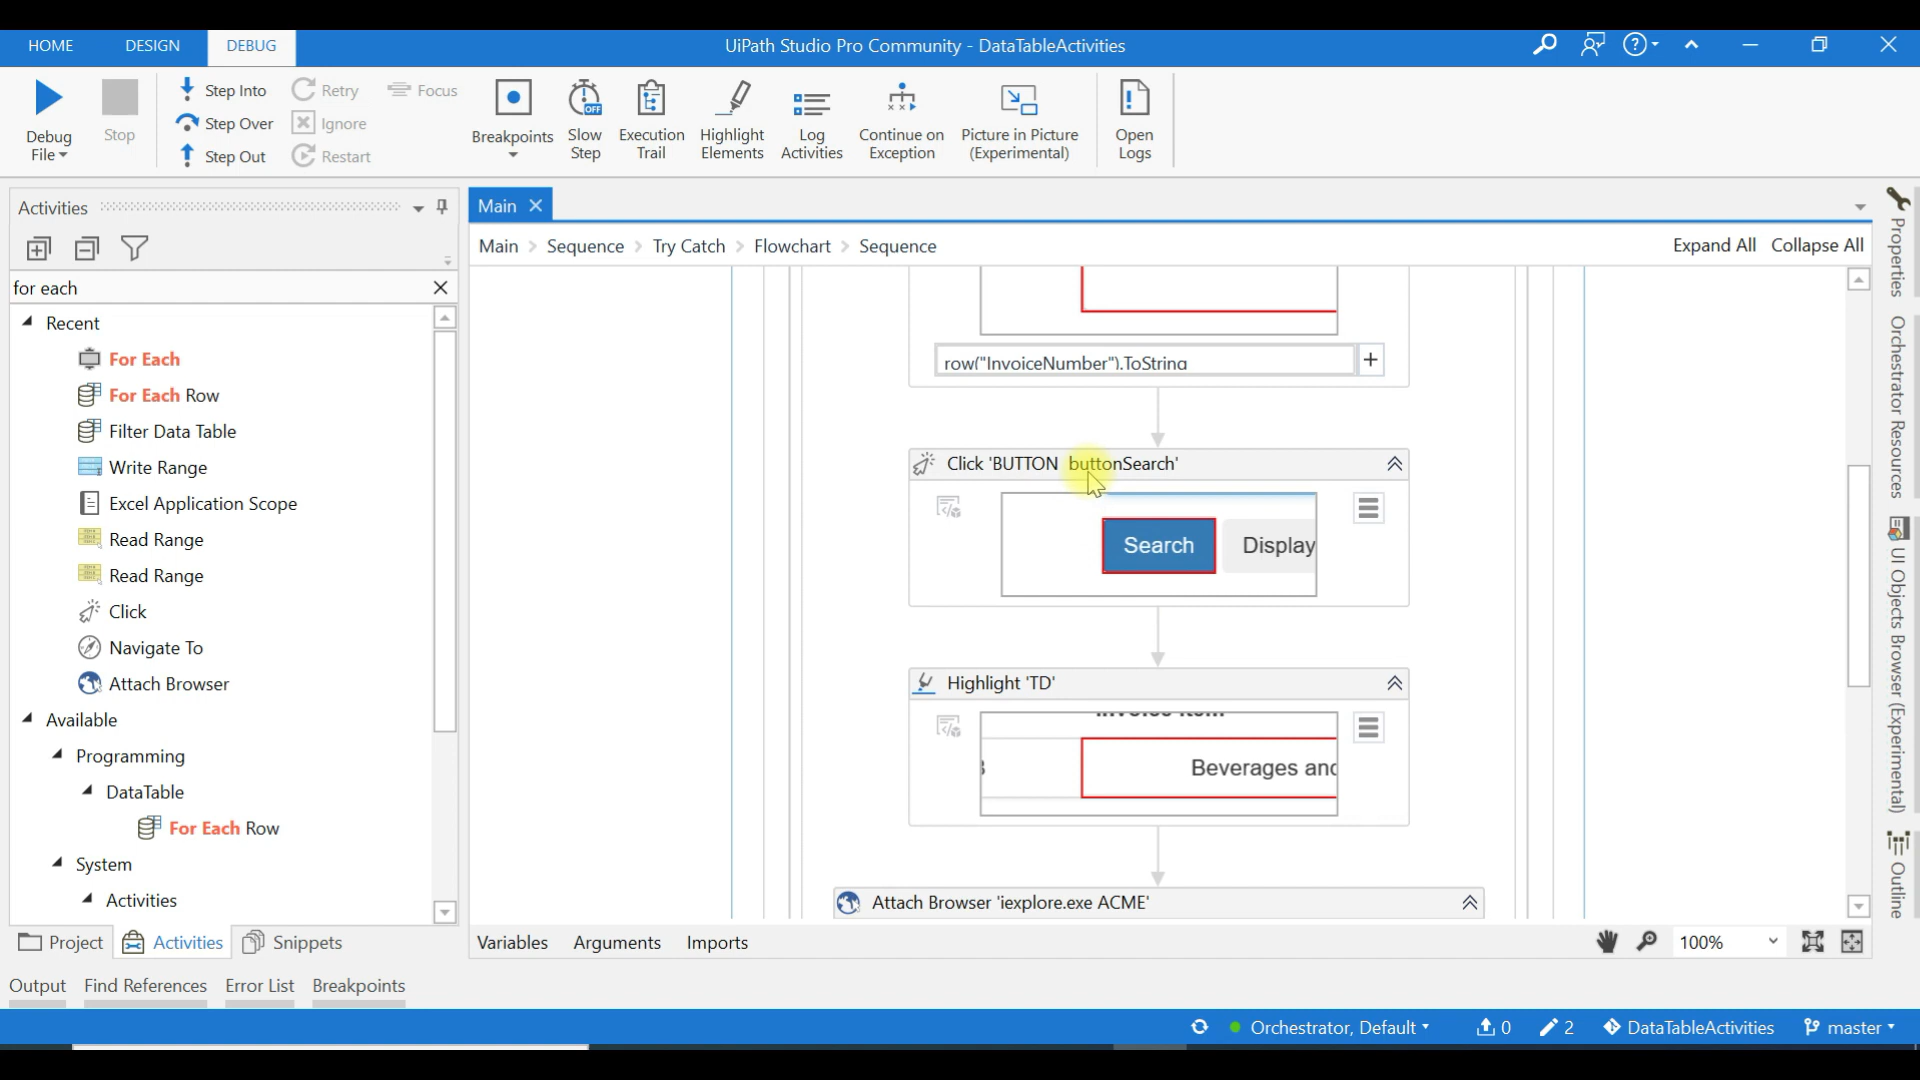 HOME DESIGN DEBUG UiPath Studio Pro Community - DataTableActivities
Debug File
Stop
Step Into
Step Over
Step Out
Retry
Ignore
Restart
Focus
Breakpoints
Slow Step
OFF
Execution Trail
Highlight Elements
Log Activities
Continue on Exception
Picture in Picture (Experimental)
Open Logs
Activities
for each
Recent
For Each
For Each Row
Filter Data Table
Write Range
Excel Application Scope
Read Range
Read Range
Click
Navigate To
Attach Browser
Available
Programming
DataTable
For Each Row
System
Activities
Project Activities Snippets
Main
Main > Sequence > Try Catch > Flowchart > Sequence
Expand All Collapse All
row("InvoiceNumber").ToString
Click 'BUTTON buttonSearch'
Search Display
Highlight 'TD'
Invoice Item
Beverages and
Attach Browser 'iexplore.exe ACME'
Variables Arguments Imports
100%
Properties
Orchestrator Resources
UI Objects Browser (Experimental)
Outline
Output Find References Error List Breakpoints
Orchestrator, Default 0 2 DataTableActivities master